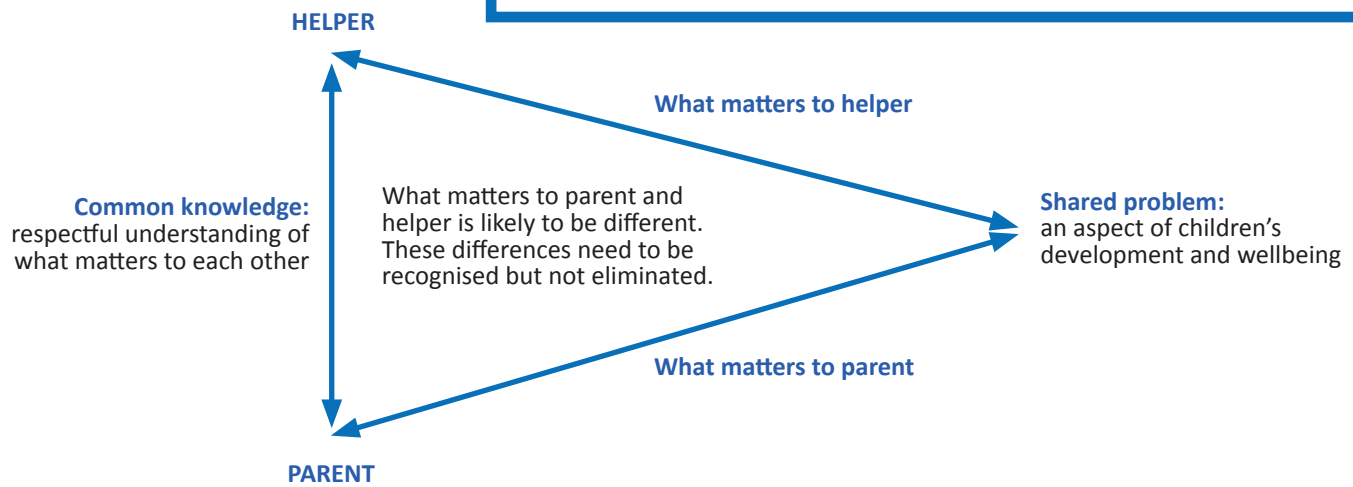 HELPER
What matters to helper
Common knowledge:
respectful understanding of
what matters to each other
What matters to parent and
helper is likely to be different.
These differences need to be
recognised but not eliminated.
Shared problem:
an aspect of children’s
development and wellbeing
What matters to parent
PARENT